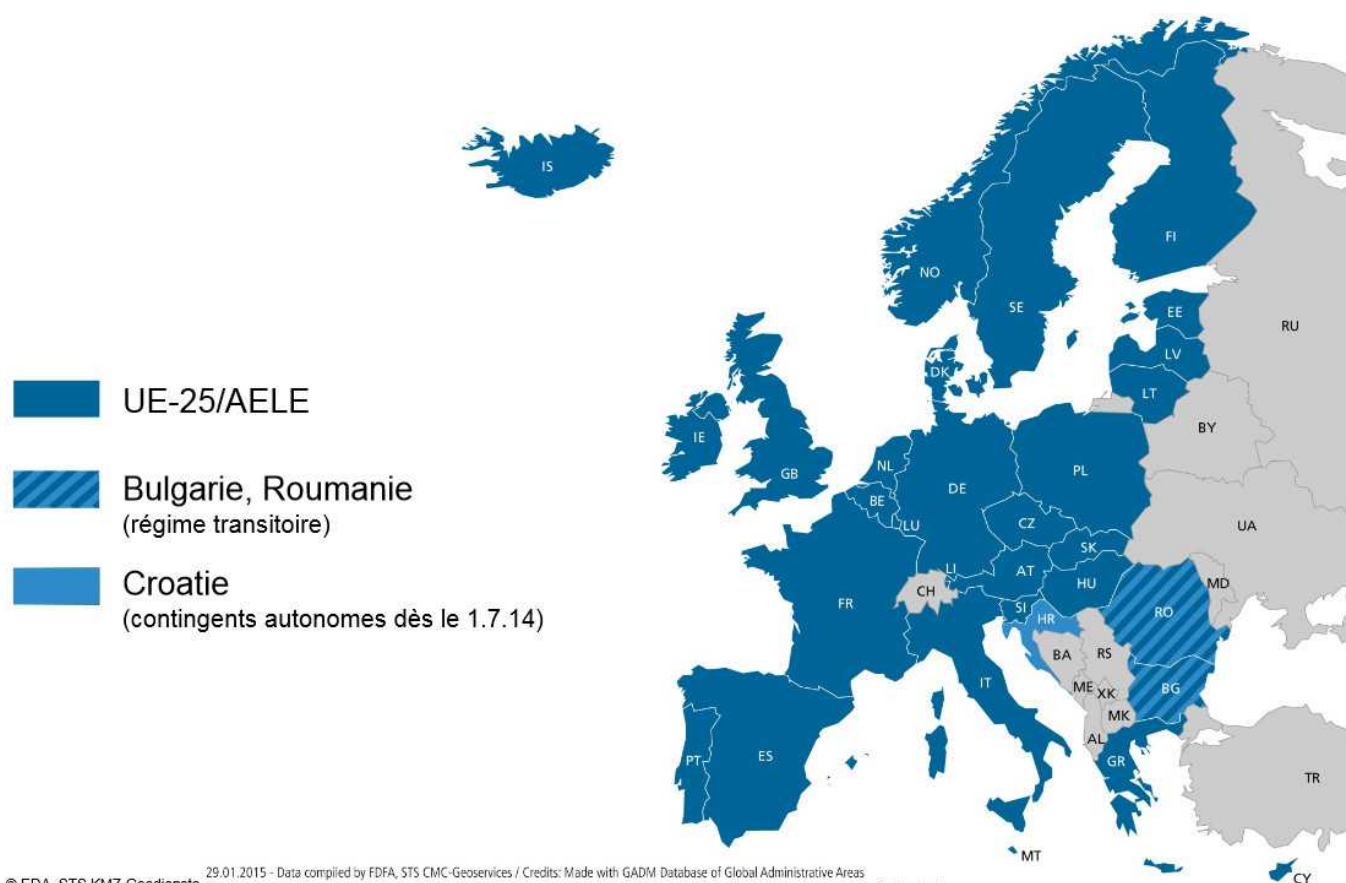 IS
NO
SE
FI
RU
EE
LV
LT
DK
BY
IE
GB
NL
BE
LU
DE
PL
UA
CZ
SK
LI
AT
HU
MD
FR
CH
SI
HR
RO
BA
RS
IT
ME
XK
BG
MK
AL
GR
PT
ES
TR
MT
CY
UE-25/AELE
Bulgarie, Roumanie
(régime transitoire)
Croatie
(contingents autonomes dès le 1.7.14)
29.01.2015 - Data compiled by FDFA, STS CMC-Geoservices / Credits: Made with GADM Database of Global Administrative Areas